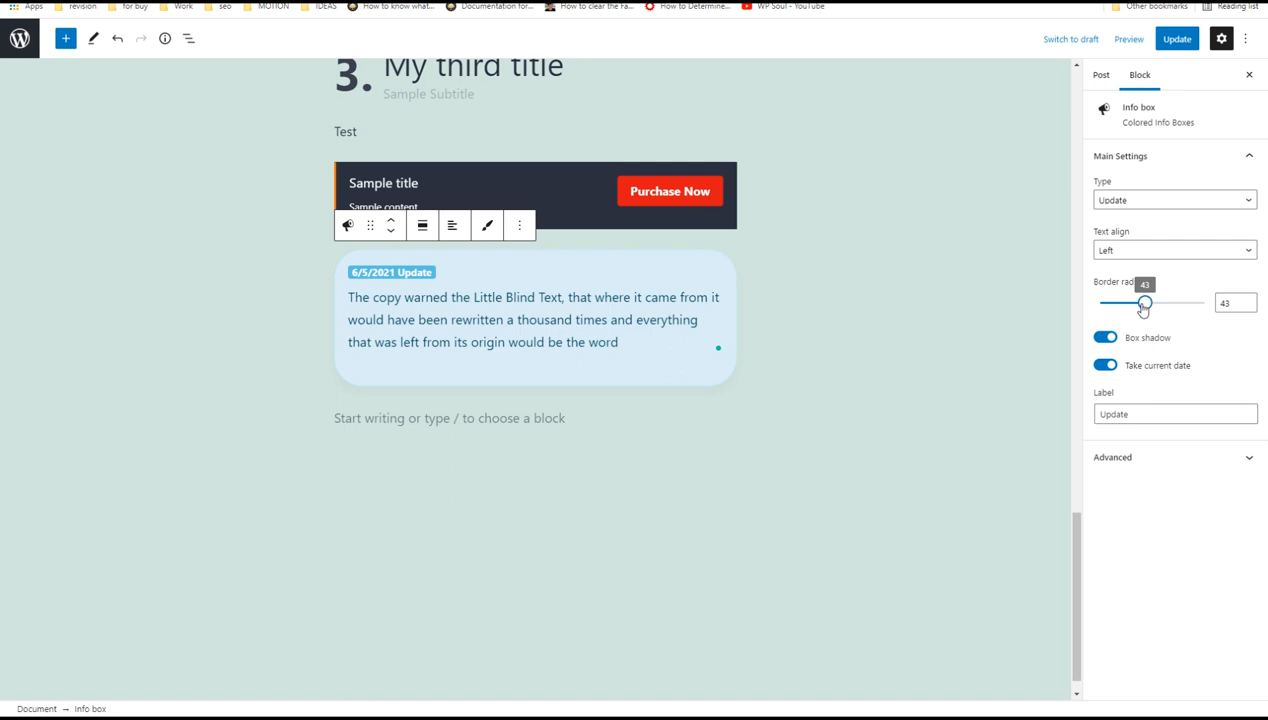 Apps revision for buy Work seo MOTION IDEAS How to know what... Documentation for... How to clear the Fa... How to Determine... WP Soul - YouTube Other bookmarks Reading list
Switch to draft Preview Update
3. My third title
Sample Subtitle
Test
Sample title
Purchase Now
Sample content
6/5/2021 Update
The copy warned the Little Blind Text, that where it came from it
would have been rewritten a thousand times and everything
that was left from its origin would be the word
Start writing or type / to choose a block
Post Block
Info box
Colored Info Boxes
Main Settings
Type
Update
Text align
Left
Border rad
43
43
Box shadow
Take current date
Label
Update
Advanced
Document → Info box